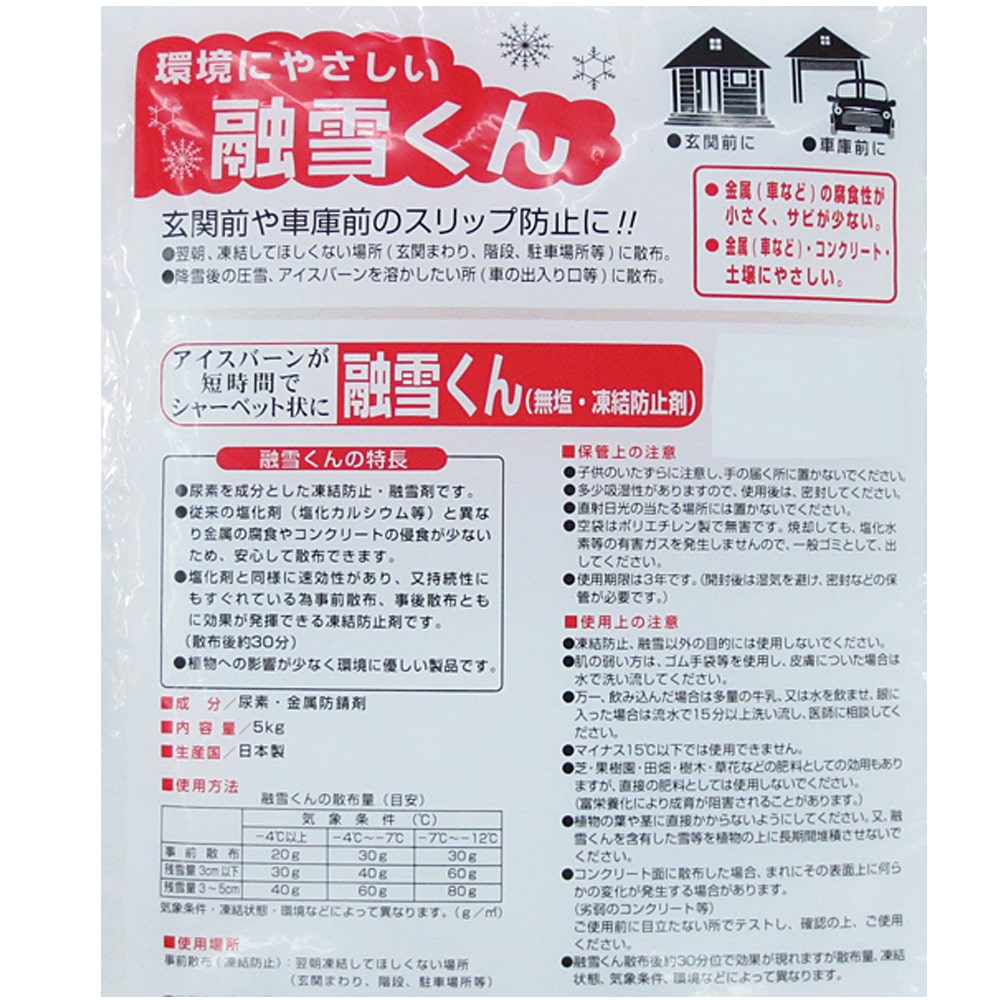 環境にやさしい
融雪くん
●玄関前に
●車庫前に
玄関前や車庫前のスリップ防止に!!
●翌朝、凍結してほしくない場所(玄関まわり、階段、駐車場所等)に散布。
●降雪後の圧雪、アイスバーンを溶かしたい所(車の出入り口等)に散布。
●金属(車など)の腐食性が
小さく、サビが少ない。
●金属(車など)・コンクリート・
土壌にやさしい。
アイスバーンが
短時間で
シャーベット状に
融雪くん(無塩・凍結防止剤)
融雪くんの特長
●尿素を成分とした凍結防止・融雪剤です。
●従来の塩化剤(塩化カルシウム等)と異な
り金属の腐食やコンクリートの侵食が少ない
ため、安心して散布できます。
●塩化剤と同様に速効性があり、又持続性に
もすぐれている為事前散布、事後散布とも
に効果が発揮できる凍結防止剤です。
(散布後約30分)
●植物への影響が少なく環境に優しい製品です。
■成 分/尿素・金属防錆剤
■内容量/5kg
■生産国/日本製
■使用方法
融雪くんの散布量(目安)
気象条件(℃)
-4℃以上 -4℃~-7℃ -7℃~-12℃
事前散布 20g 30g 30g
残雪量3cm以下 30g 40g 60g
残雪量3~5cm 40g 60g 80g
気象条件・凍結状態・環境などによって異なります。(g/㎡)
■使用場所
事前散布(凍結防止):翌朝凍結してほしくない場所
(玄関まわり、階段、駐車場所等)
■保管上の注意
●子供のいたずらに注意し、手の届く所に置かないでください。
●多少吸湿性がありますので、使用後は、密封してください。
●直射日光の当たる場所には置かないでください。
●空袋はポリエチレン製で無害です。焼却しても、塩化水
素等の有害ガスを発生しませんので、一般ゴミとして、出
してください。
●使用期限は3年です。(開封後は湿気を避け、密封などの保
管が必要です。)
■使用上の注意
●凍結防止、融雪以外の目的には使用しないでください。
●肌の弱い方は、ゴム手袋等を使用し、皮膚についた場合は
水で洗い流してください。
●万一、飲み込んだ場合は多量の牛乳、又は水を飲ませ、眼に
入った場合は流水で15分以上洗い流し、医師に相談してく
ださい。
●マイナス15℃以下では使用できません。
●芝・果樹園・田畑・樹木・草花などの肥料としての効用もあり
ますが、直接の肥料としては使用しないでください。
(富栄養化により成育が阻害されることがあります。)
●植物の葉や茎に直接かからないようにしてください。又、融
雪くんを含有した雪等を植物の上に長期間堆積させないで
ください。
●コンクリート面に散布した場合、まれにその表面上に何ら
かの変化が発生する場合があります。
(劣弱のコンクリート等)
ご使用前に目立たない所でテストし、確認の上、ご使用
ください。
●融雪くん散布後約30分位で効果が現れますが散布量、凍結
状態、気象条件、環境などによって異なります。